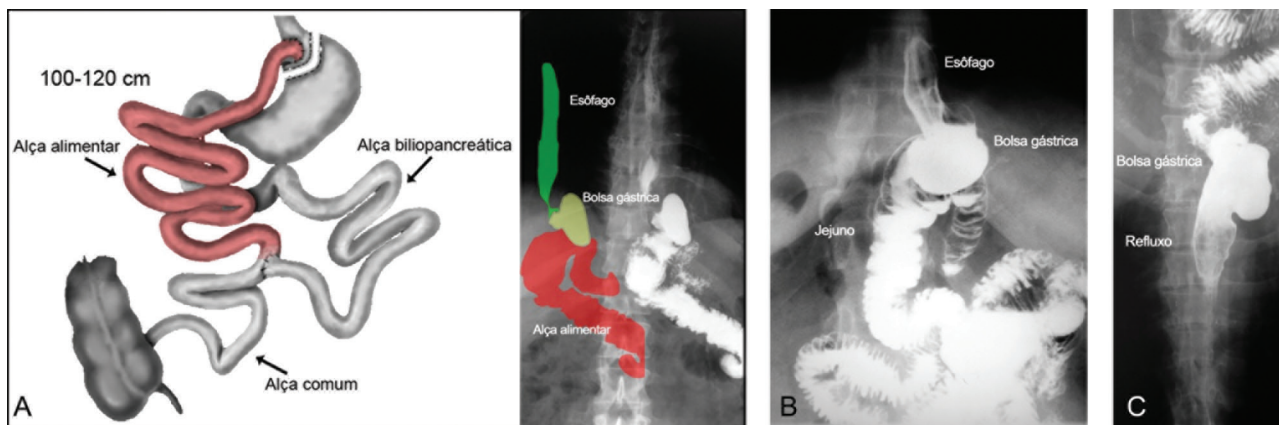 100-120 cm
Alça alimentar
Alça biliopancreática
Alça comum
A
Esôfago
Bolsa gástrica
Alça alimentar
Esôfago
Bolsa gástrica
Jejuno
B
Bolsa gástrica
Refluxo
C